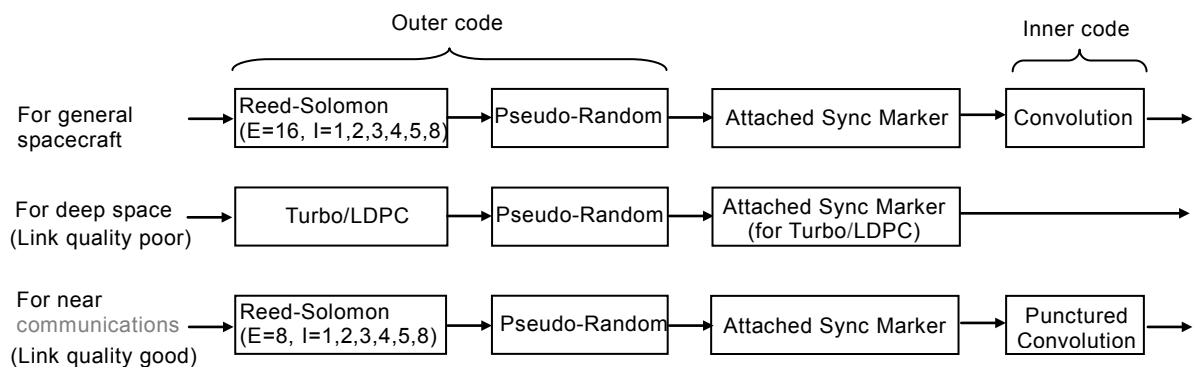 Outer code
Inner code
For general
spacecraft
Reed-Solomon
(E=16, I=1,2,3,4,5,8)
Pseudo-Random
Attached Sync Marker
Convolution
For deep space
(Link quality poor)
Turbo/LDPC
Pseudo-Random
Attached Sync Marker
(for Turbo/LDPC)
For near
communications
(Link quality good)
Reed-Solomon
(E=8, I=1,2,3,4,5,8)
Pseudo-Random
Attached Sync Marker
Punctured
Convolution